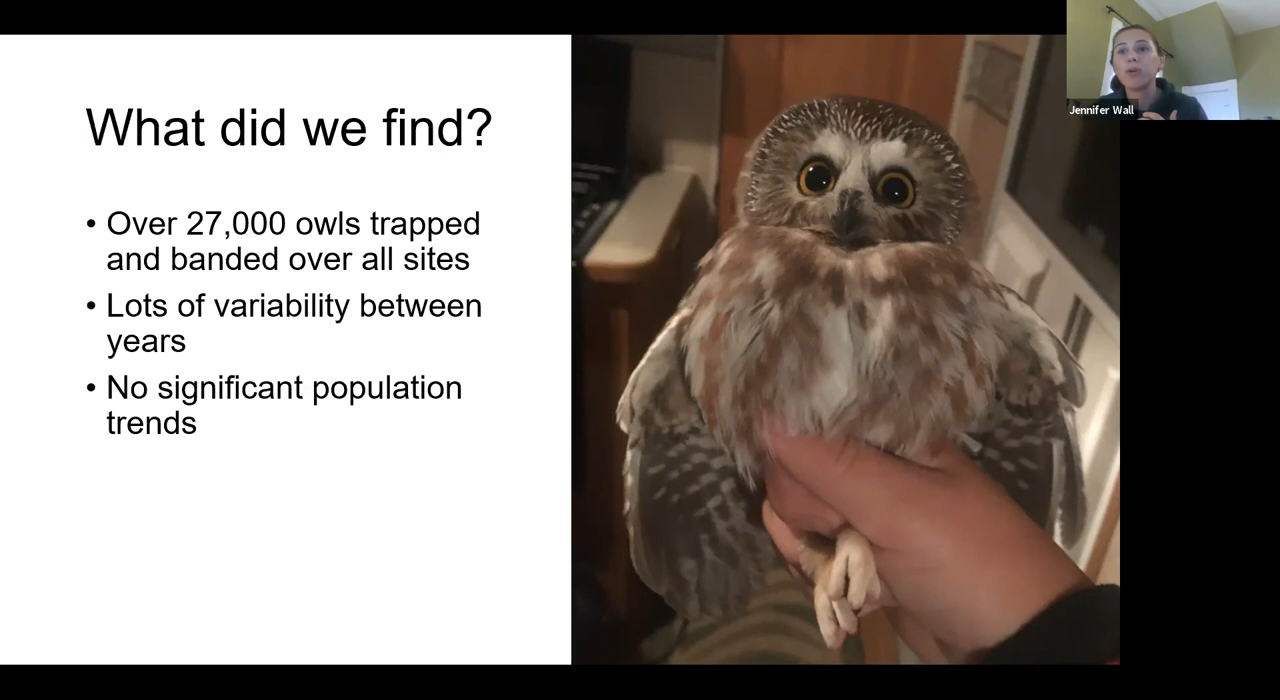 What did we find?
• Over 27,000 owls trapped
and banded over all sites
• Lots of variability between
years
• No significant population
trends
Jennifer Wall